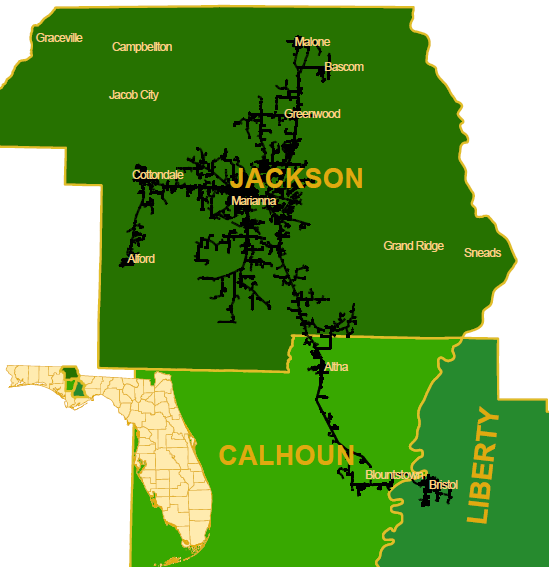 Graceville
Campbellton
Malone
Bascom
Jacob City
Greenwood
Cottondale
JACKSON
Marianna
Grand Ridge
Sneads
Alford
Altha
CALHOUN
LIBERTY
Blountstown
Bristol